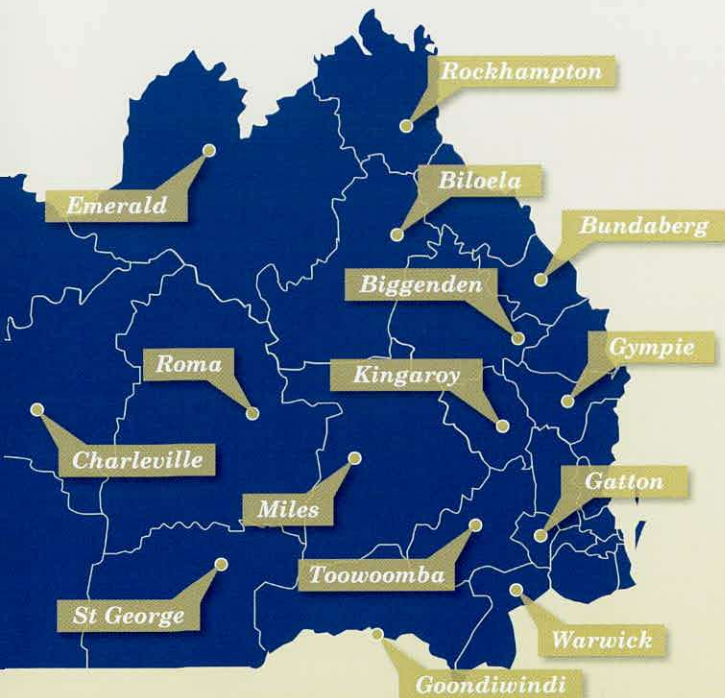 Rockhampton
Biloela
Emerald
Bundaberg
Biggenden
Gympie
Roma
Kingaroy
Charleville
Gatton
Miles
Toowoomba
St George
Warwick
Goondiwindi